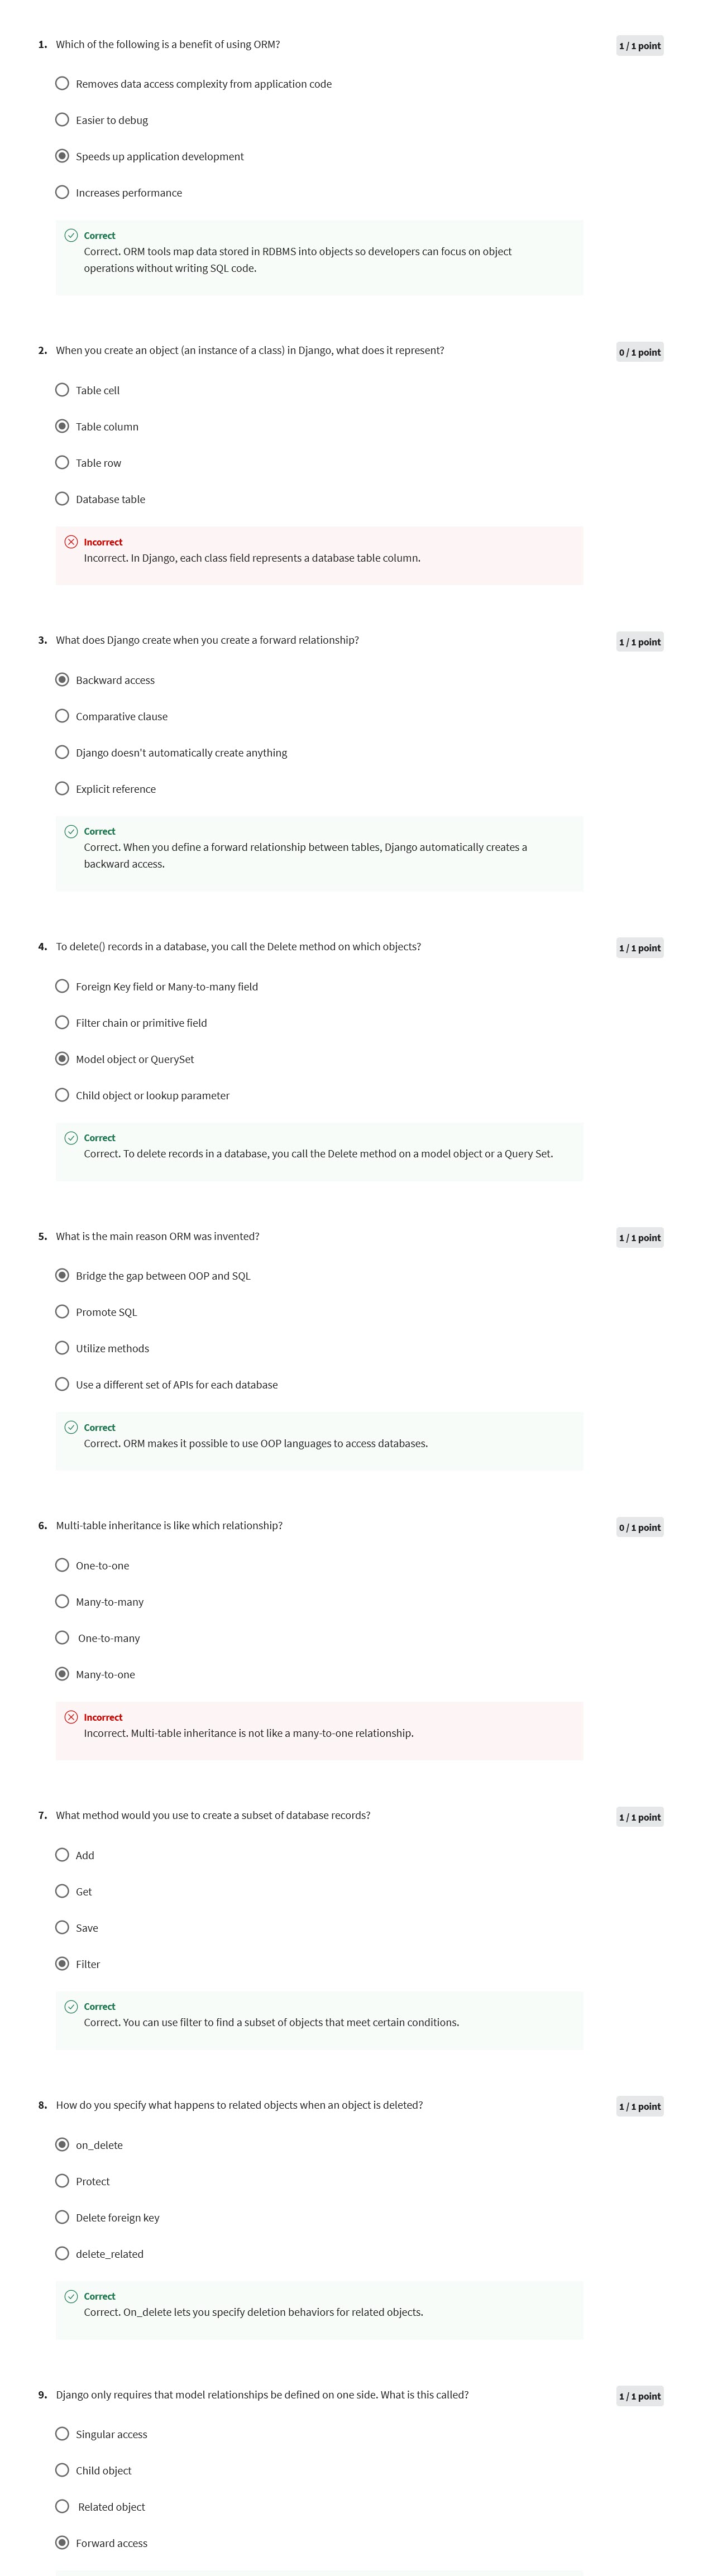 1. Which of the following is a benefit of using ORM? 1 / 1 point
Removes data access complexity from application code
Easier to debug
Speeds up application development
Increases performance
Correct
Correct. ORM tools map data stored in RDBMS into objects so developers can focus on object
operations without writing SQL code.
2. When you create an object (an instance of a class) in Django, what does it represent? 0 / 1 point
Table cell
Table column
Table row
Database table
Incorrect
Incorrect. In Django, each class field represents a database table column.
3. What does Django create when you create a forward relationship? 1 / 1 point
Backward access
Comparative clause
Django doesn't automatically create anything
Explicit reference
Correct
Correct. When you define a forward relationship between tables, Django automatically creates a
backward access.
4. To delete() records in a database, you call the Delete method on which objects? 1 / 1 point
Foreign Key field or Many-to-many field
Filter chain or primitive field
Model object or QuerySet
Child object or lookup parameter
Correct
Correct. To delete records in a database, you call the Delete method on a model object or a Query Set.
5. What is the main reason ORM was invented? 1 / 1 point
Bridge the gap between OOP and SQL
Promote SQL
Utilize methods
Use a different set of APIs for each database
Correct
Correct. ORM makes it possible to use OOP languages to access databases.
6. Multi-table inheritance is like which relationship? 0 / 1 point
One-to-one
Many-to-many
One-to-many
Many-to-one
Incorrect
Incorrect. Multi-table inheritance is not like a many-to-one relationship.
7. What method would you use to create a subset of database records? 1 / 1 point
Add
Get
Save
Filter
Correct
Correct. You can use filter to find a subset of objects that meet certain conditions.
8. How do you specify what happens to related objects when an object is deleted? 1 / 1 point
on_delete
Protect
Delete foreign key
delete_related
Correct
Correct. On_delete lets you specify deletion behaviors for related objects.
9. Django only requires that model relationships be defined on one side. What is this called? 1 / 1 point
Singular access
Child object
Related object
Forward access